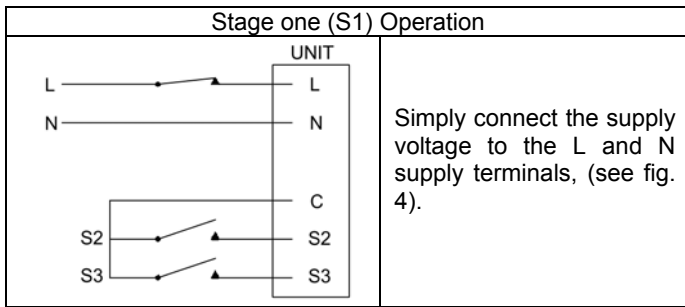 Stage one (S1) Operation
UNIT
L L
N N
C
S2 S2
S3 S3
Simply connect the supply
voltage to the L and N
supply terminals, (see fig.
4).